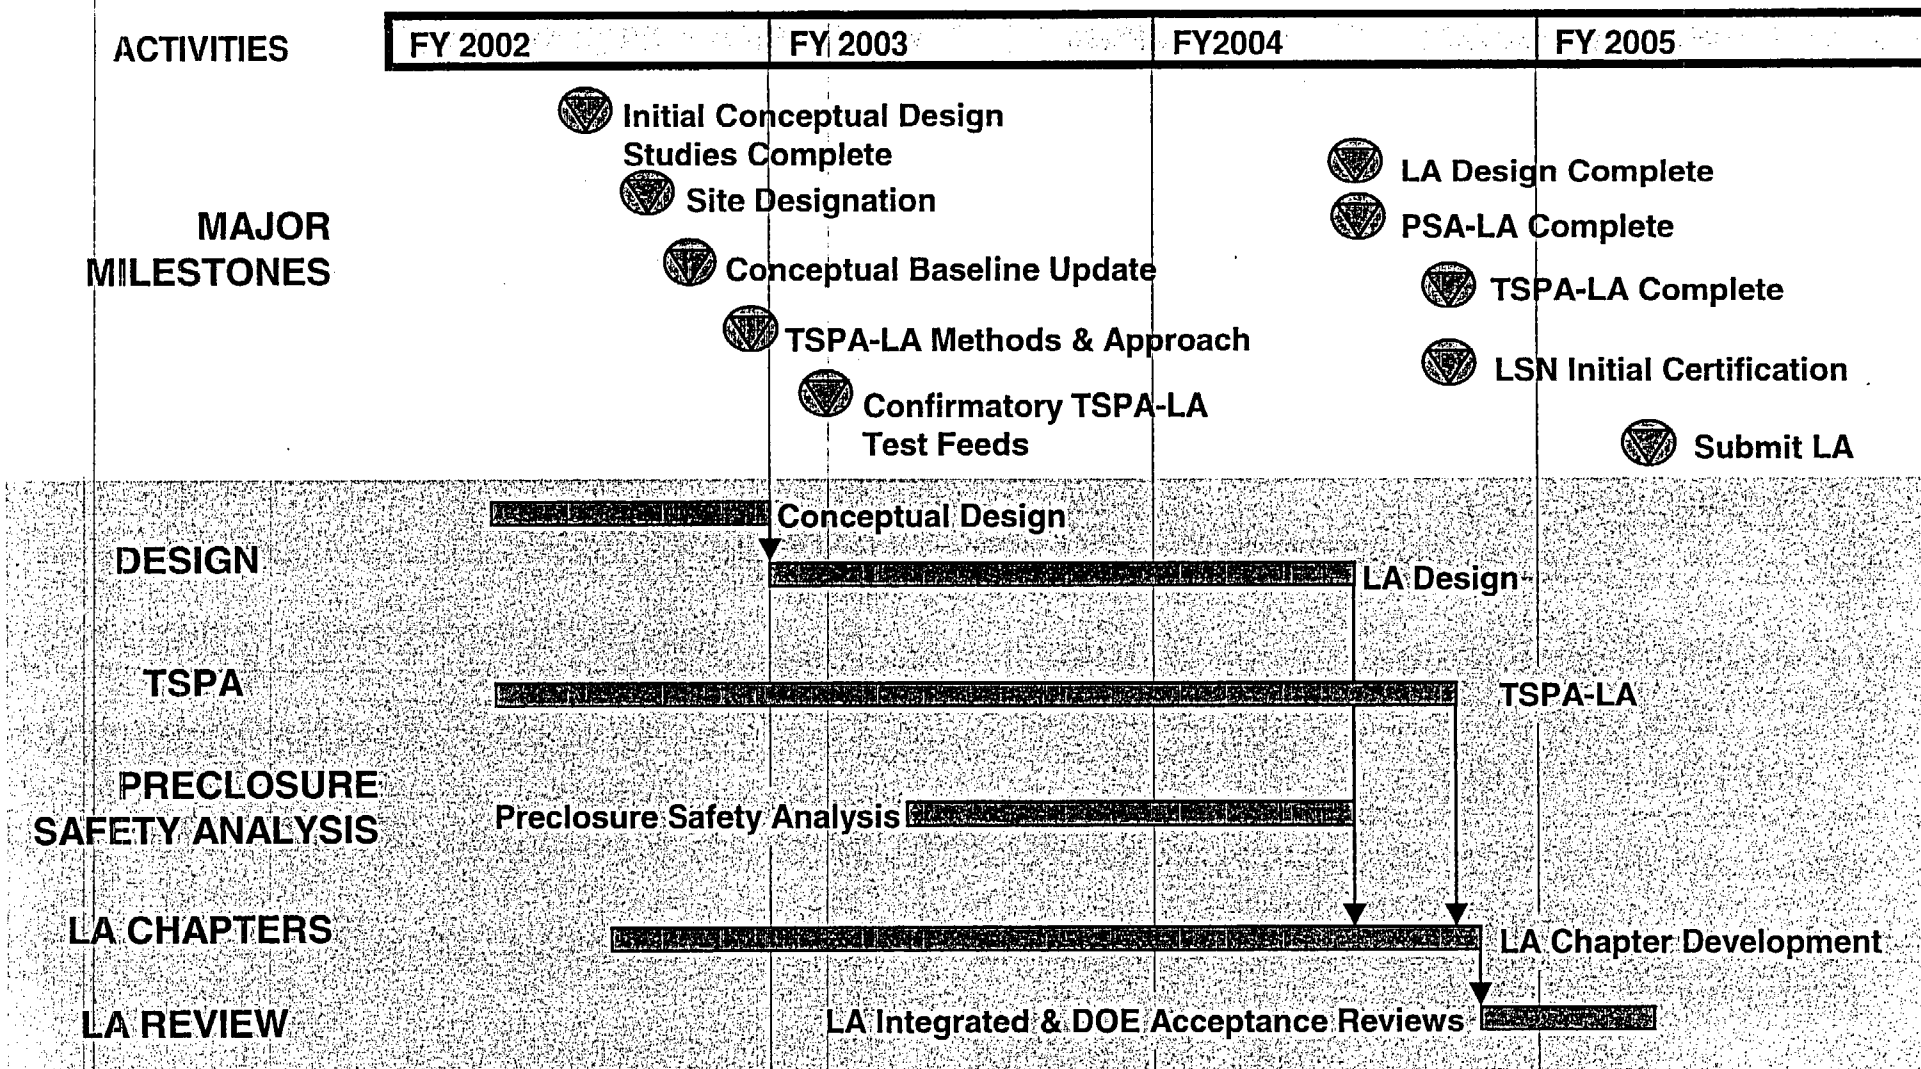 ACTIVITIES
FY 2002
FY 2003
FY2004
FY 2005
MAJOR
MILESTONES
Initial Conceptual Design
Studies Complete
Site Designation
Conceptual Baseline Update
TSPA-LA Methods & Approach
Confirmatory TSPA-LA
Test Feeds
LA Design Complete
PSA-LA Complete
TSPA-LA Complete
LSN Initial Certification
Submit LA
DESIGN
Conceptual Design
LA Design
TSPA
TSPA-LA
PRECLOSURE
SAFETY ANALYSIS
Preclosure Safety Analysis
LA CHAPTERS
LA Chapter Development
LA REVIEW
LA Integrated & DOE Acceptance Reviews